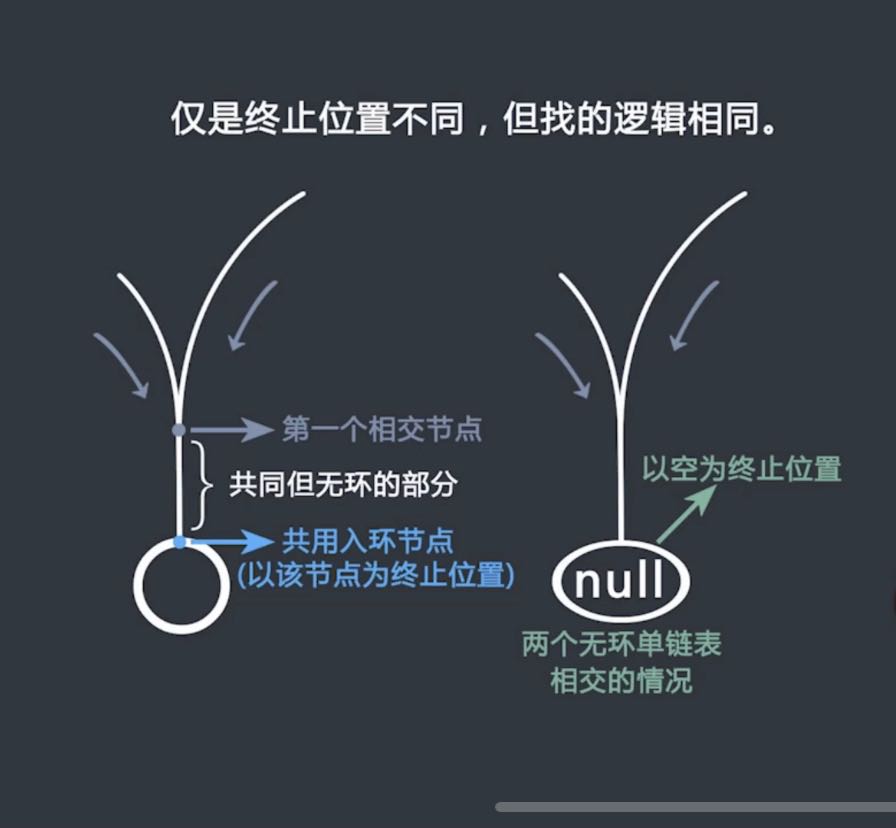 仅是终止位置不同，但找的逻辑相同。
第一个相交节点
共同但无环的部分
共用入环节点
(以该节点为终止位置)
以空为终止位置
null
两个无环单链表
相交的情况